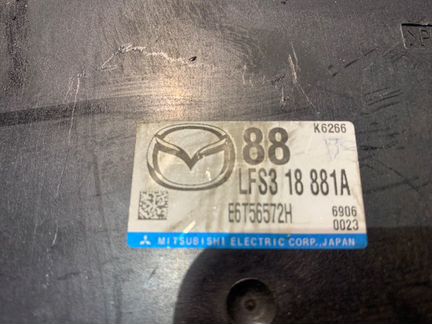 K6266
88
LFS3 18 881A
E6T56572H
6906
0023
MITSUBISHI ELECTRIC CORP.,JAPAN